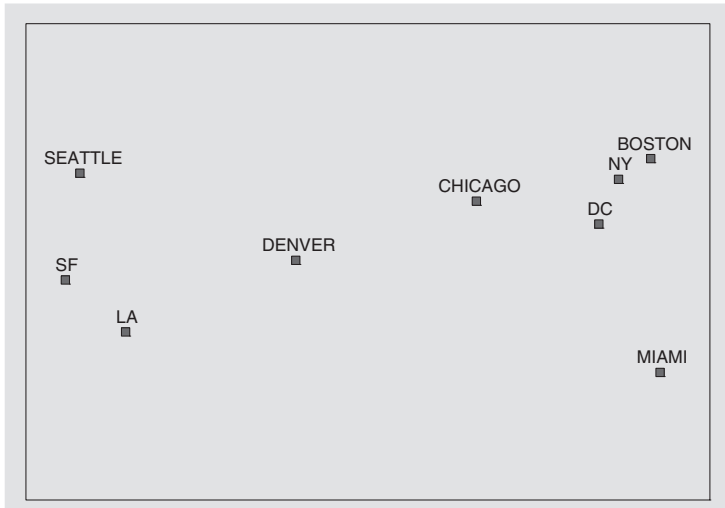 BOSTON
SEATTLE
NY
CHICAGO
DC
DENVER
SF
LA
MIAMI